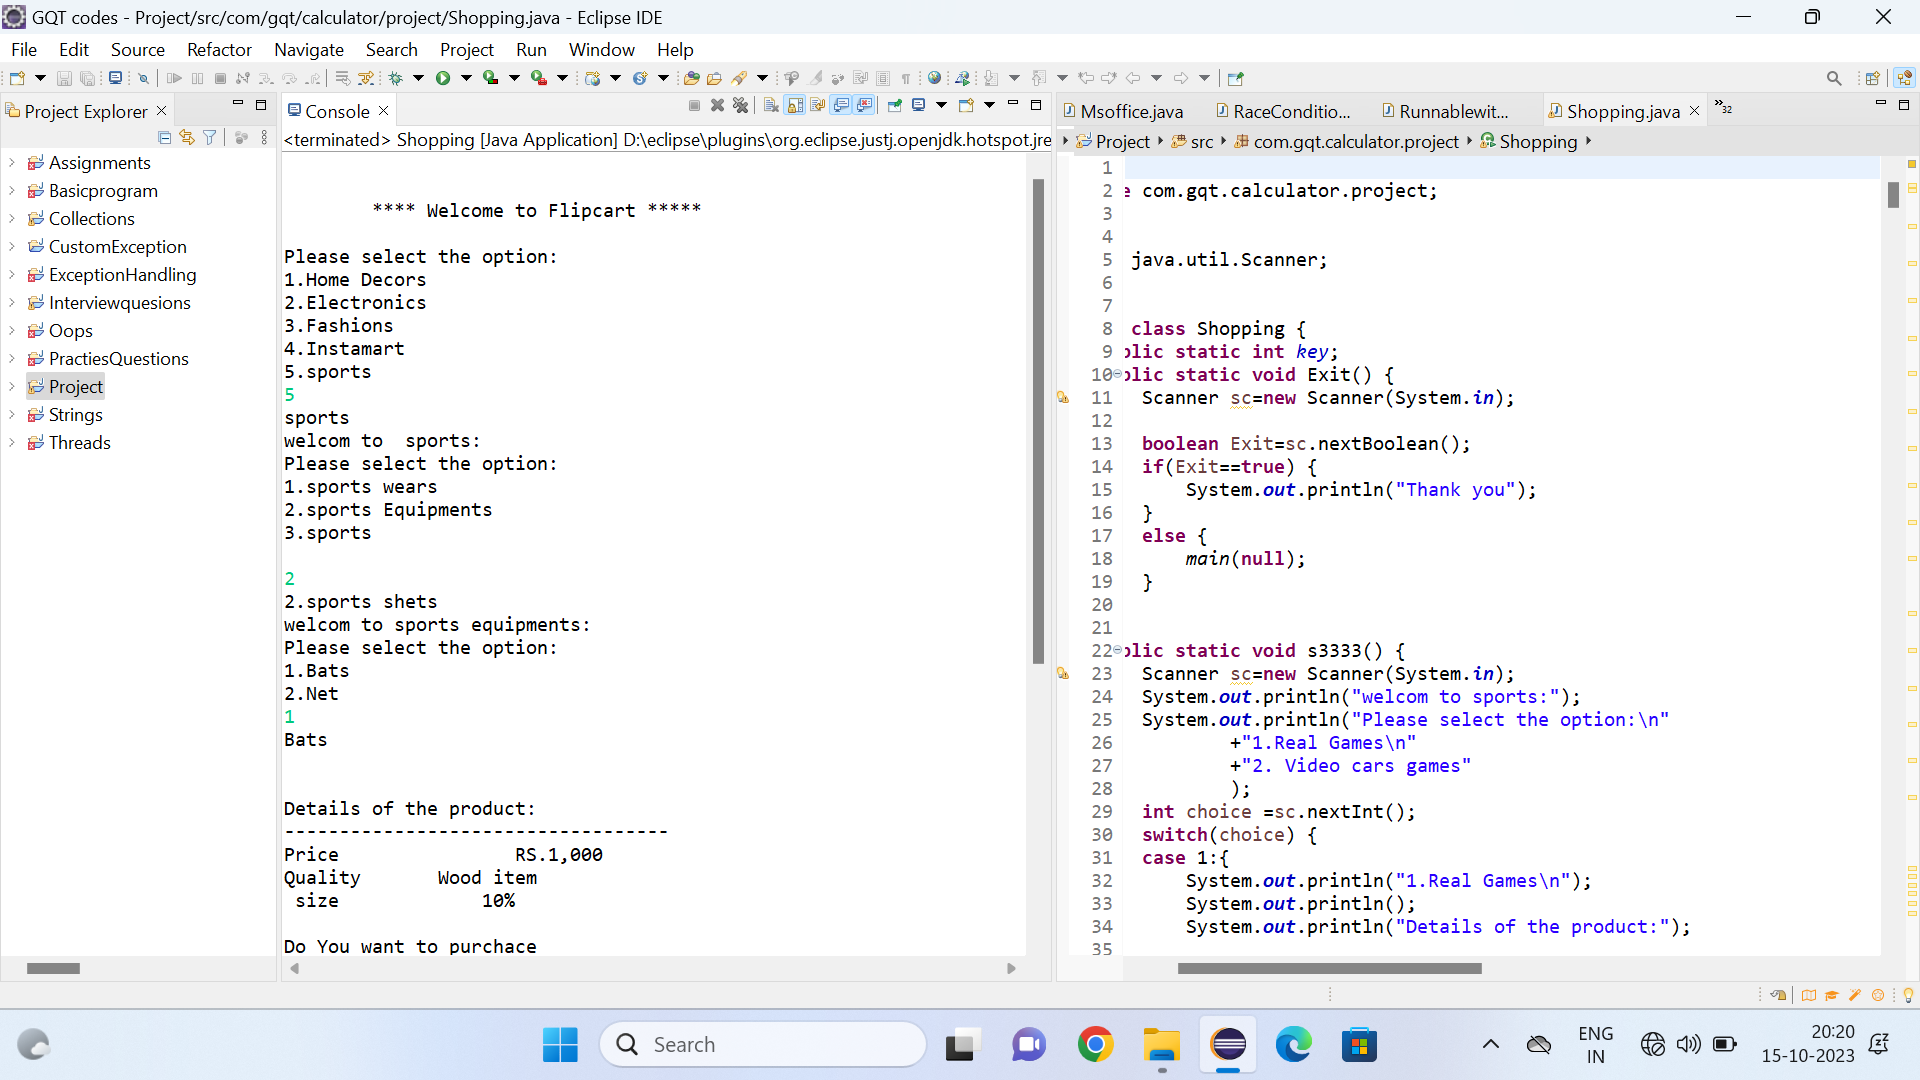 GQT codes - Project/src/com/gqt/calculator/project/Shopping.java - Eclipse IDE
File Edit Source Refactor Navigate Search Project Run Window Help
Project Explorer
Assignments
Basicprogram
Collections
CustomException
ExceptionHandling
Interviewquesions
Oops
PractiesQuestions
Project
Strings
Threads
Console
<terminated> Shopping [Java Application] D:\eclipse\plugins\org.eclipse.justj.openjdk.hotspot.jre
**** Welcome to Flipcart *****
Please select the option:
1.Home Decors
2.Electronics
3.Fashions
4.Instamart
5.sports
5
sports
welcom to  sports:
Please select the option:
1.sports wears
2.sports Equipments
3.sports
2
2.sports shets
welcom to sports equipments:
Please select the option:
1.Bats
2.Net
1
Bats
Details of the product:
-----------------------------------
Price                RS.1,000
Quality       Wood item
size             10%
Do You want to purchace
Msoffice.java RaceConditio... Runnablewit... Shopping.java »32
Project src com.gqt.calculator.project Shopping
1
2 e com.gqt.calculator.project;
3
4
5 java.util.Scanner;
6
7
8 class Shopping {
9 blic static int key;
10 blic static void Exit() {
11 Scanner sc=new Scanner(System.in);
12
13 boolean Exit=sc.nextBoolean();
14 if(Exit==true) {
15 System.out.println("Thank you");
16 }
17 else {
18 main(null);
19 }
20
21
22 blic static void s3333() {
23 Scanner sc=new Scanner(System.in);
24 System.out.println("welcom to sports:");
25 System.out.println("Please select the option:\n"
26 +"1.Real Games\n"
27 +"2. Video cars games"
28 );
29 int choice =sc.nextInt();
30 switch(choice) {
31 case 1:{
32 System.out.println("1.Real Games\n");
33 System.out.println();
34 System.out.println("Details of the product:");
35
Search
ENG
IN
20:20
15-10-2023